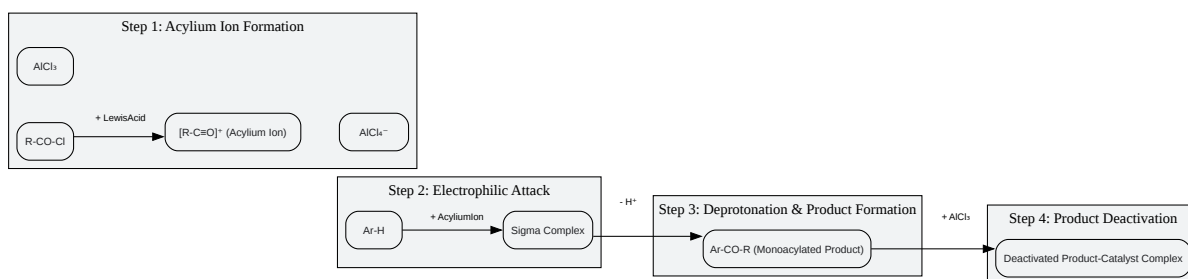 Step 1: Acylium Ion Formation
AlCl₃
+ LewisAcid
R-CO-Cl
[R-C≡O]⁺ (Acylium Ion)
AlCl₄⁻
Step 2: Electrophilic Attack
Ar-H
+ AcyliumIon
Sigma Complex
- H⁺
Step 3: Deprotonation & Product Formation
Ar-CO-R (Monoacylated Product)
+ AlCl₃
Step 4: Product Deactivation
Deactivated Product-Catalyst Complex